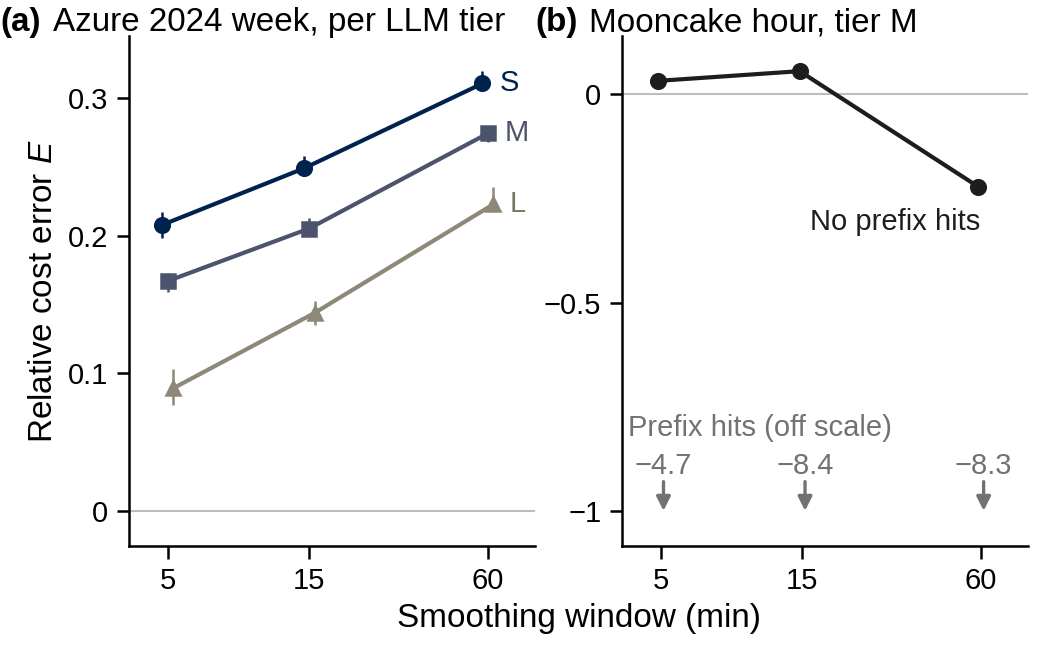 (a) Azure 2024 week, per LLM tier
0.3
0.2
0.1
0
Relative cost error E
S
M
L
5 15 60
(b) Mooncake hour, tier M
0
−0.5
−1
No prefix hits
Prefix hits (off scale)
−4.7 −8.4 −8.3
5 15 60
Smoothing window (min)